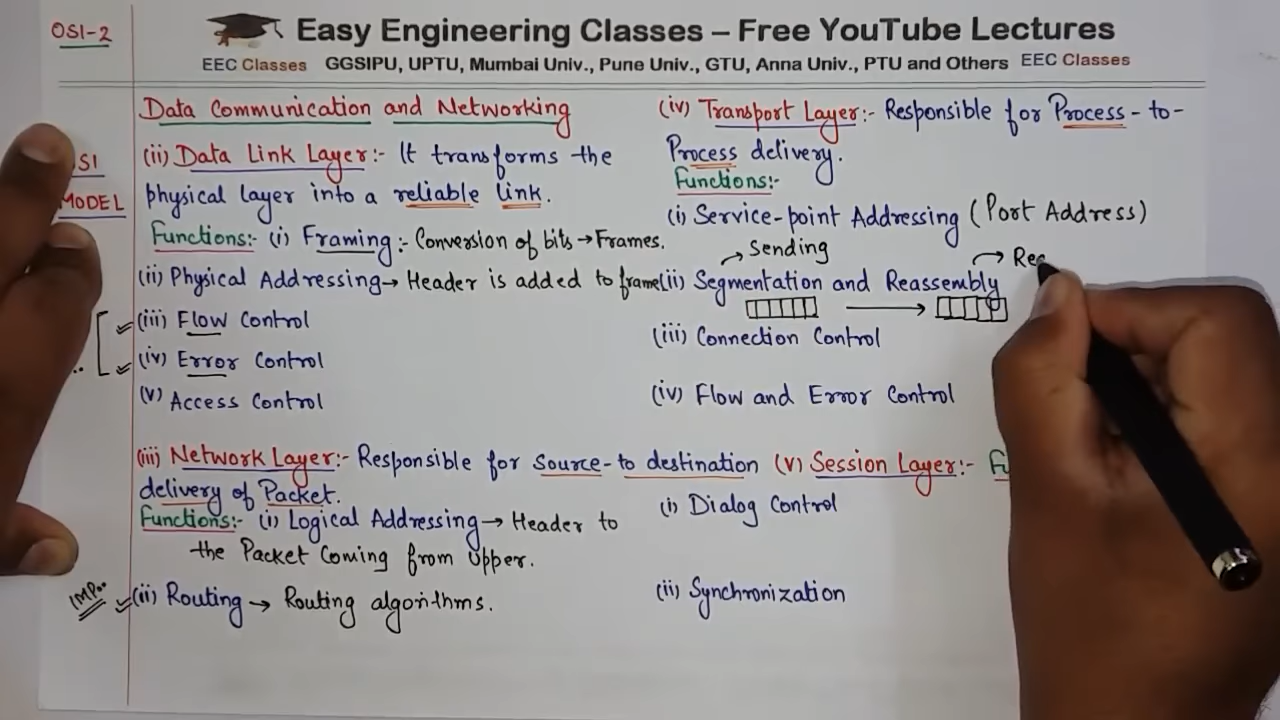 OSI-2
Easy Engineering Classes – Free YouTube Lectures
EEC Classes GGSIPU, UPTU, Mumbai Univ., Pune Univ., GTU, Anna Univ., PTU and Others EEC Classes
MODEL
Data Communication and Networking
(ii) Data Link Layer:- It transforms the
physical layer into a reliable link.
Functions:- (i) Framing:- Conversion of bits→Frames.
(ii) Physical Addressing→ Header is added to frame
(iii) Flow Control
(iv) Error Control
(v) Access Control
(iii) Network Layer:- Responsible for Source-to destination
delivery of Packet.
Functions:- (i) Logical Addressing → Header to
the Packet Coming from Upper.
IMP..
(ii) Routing → Routing algorithms.
(iv) Transport Layer:- Responsible for Process-to-
Process delivery.
Functions:-
(i) Service-point Addressing (Port Address)
→ Sending
→ Rec
(ii) Segmentation and Reassembly
(iii) Connection Control
(iv) Flow and Error Control
(v) Session Layer:-
(i) Dialog Control
(ii) Synchronization